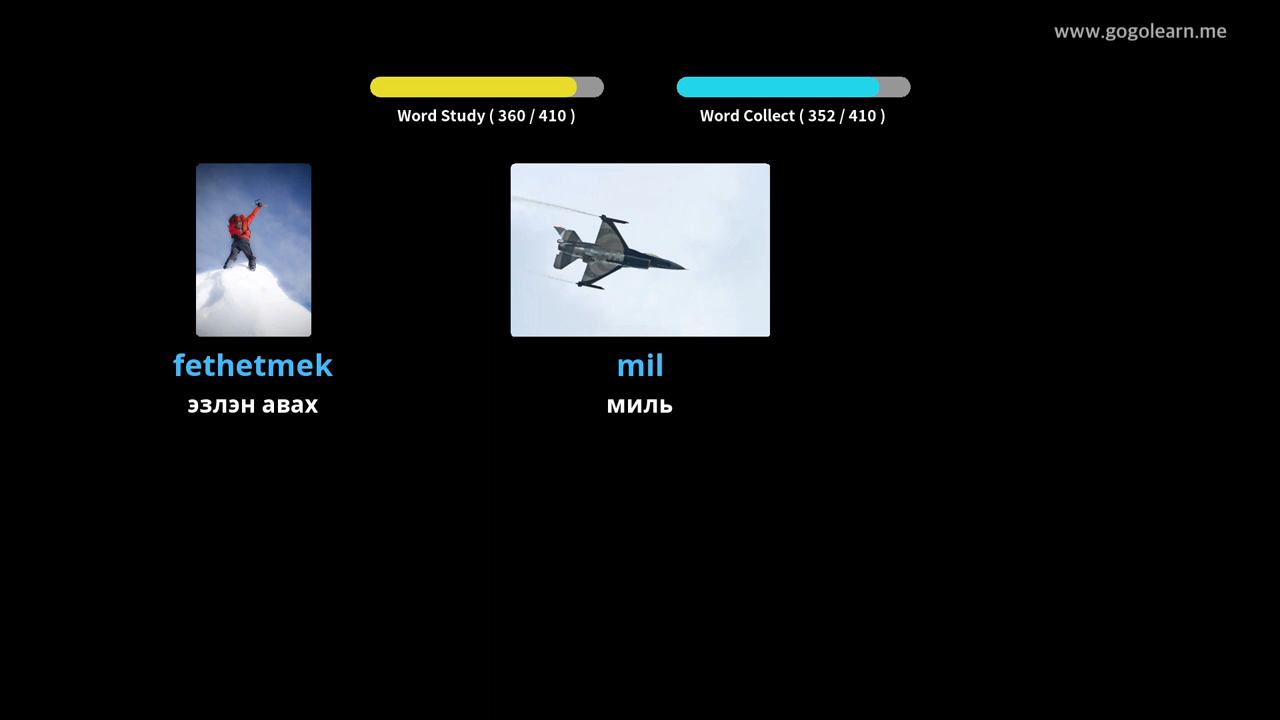 www.gogolearn.me
Word Study ( 360 / 410 )
Word Collect ( 352 / 410 )
fethetmek
эзлэн авах
mil
миль